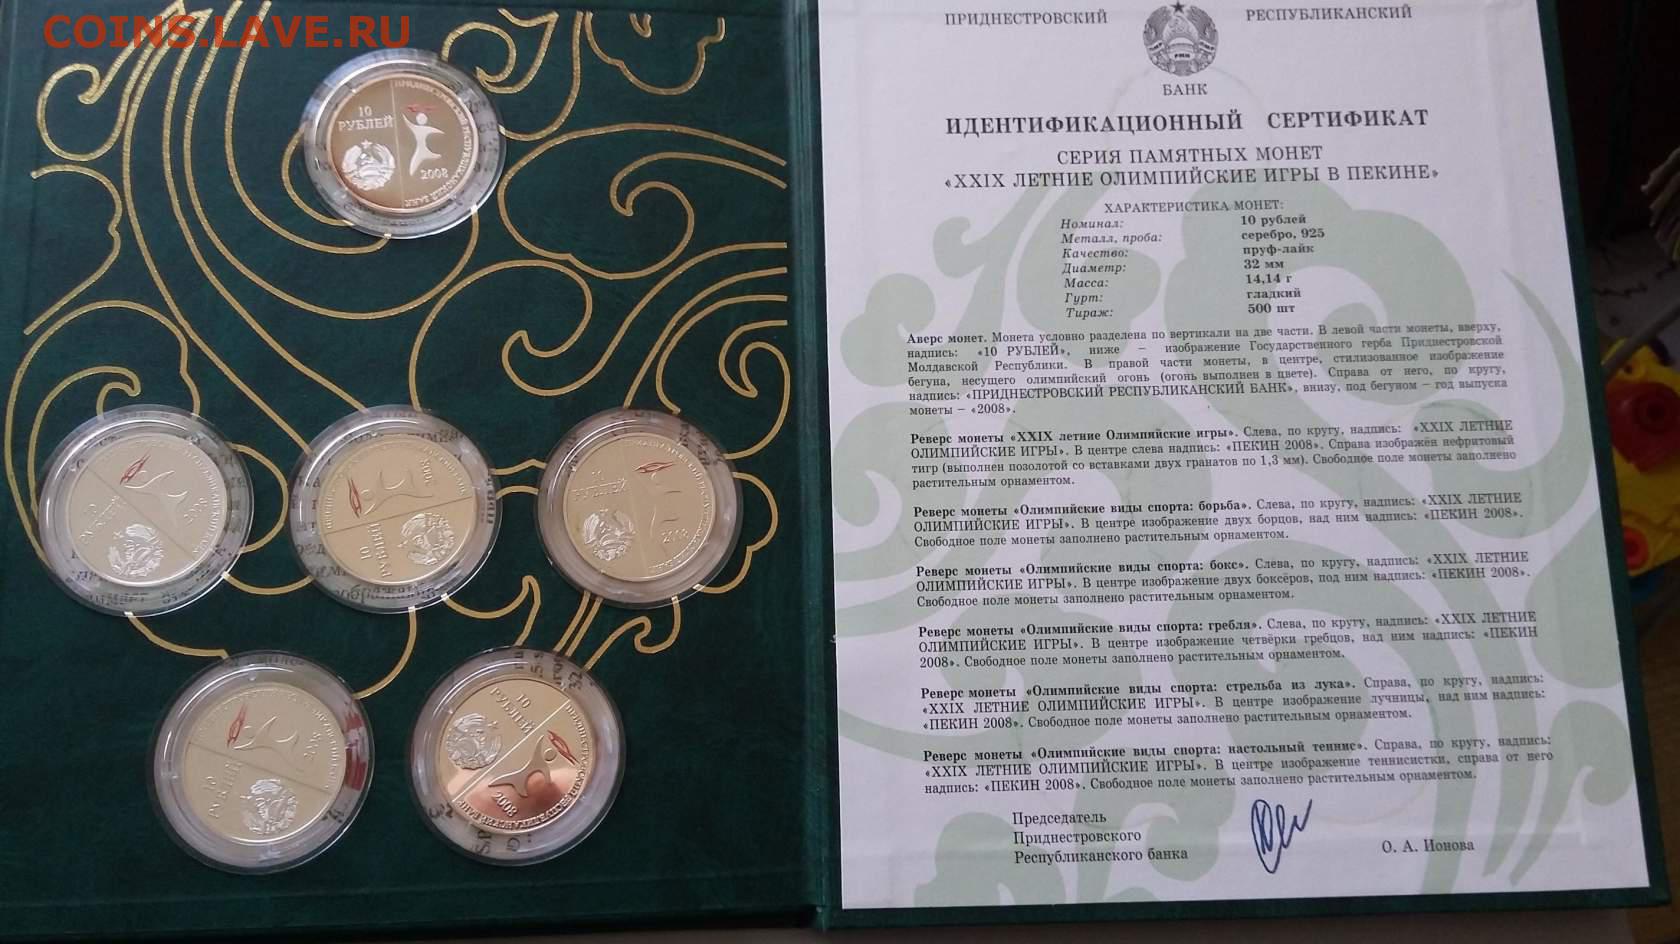 COINS.LAVE.RU
10
РУБЛЕЙ
2008
10
РУБЛЕЙ
10
РУБЛЕЙ
2008
10
РУБЛЕЙ
2008
10
РУБЛЕЙ
10
РУБЛЕЙ
2008
ПРИДНЕСТРОВСКИЙ РЕСПУБЛИКАНСКИЙ
БАНК
ИДЕНТИФИКАЦИОННЫЙ СЕРТИФИКАТ
СЕРИЯ ПАМЯТНЫХ МОНЕТ
«XXIX ЛЕТНИЕ ОЛИМПИЙСКИЕ ИГРЫ В ПЕКИНЕ»
ХАРАКТЕРИСТИКА МОНЕТ:
Номинал: 10 рублей
Металл, проба: серебро, 925
Качество: пруф-лайк
Диаметр: 32 мм
Масса: 14,14 г
Гурт: гладкий
Тираж: 500 шт
Аверс монет. Монета условно разделена по вертикали на две части. В левой части монеты, вверху,
надпись: «10 РУБЛЕЙ», ниже – изображение Государственного герба Приднестровской
Молдавской Республики. В правой части монеты, в центре, стилизованное изображение
бегуна, несущего олимпийский огонь (огонь выполнен в цвете). Справа от него, по кругу,
надпись: «ПРИДНЕСТРОВСКИЙ РЕСПУБЛИКАНСКИЙ БАНК», внизу, под бегуном – год выпуска
монеты – «2008».
Реверс монеты «XXIX летние Олимпийские игры». Слева, по кругу, надпись: «XXIX ЛЕТНИЕ
ОЛИМПИЙСКИЕ ИГРЫ». В центре слева надпись: «ПЕКИН 2008». Справа изображён нефритовый
тигр (выполнен позолотой со вставками двух гранатов по 1,3 мм). Свободное поле монеты заполнено
растительным орнаментом.
Реверс монеты «Олимпийские виды спорта: борьба». Слева, по кругу, надпись: «XXIX ЛЕТНИЕ
ОЛИМПИЙСКИЕ ИГРЫ». В центре изображение двух борцов, над ним надпись: «ПЕКИН 2008».
Свободное поле монеты заполнено растительным орнаментом.
Реверс монеты «Олимпийские виды спорта: бокс». Слева, по кругу, надпись: «XXIX ЛЕТНИЕ
ОЛИМПИЙСКИЕ ИГРЫ». В центре изображение двух боксёров, под ним надпись: «ПЕКИН 2008».
Свободное поле монеты заполнено растительным орнаментом.
Реверс монеты «Олимпийские виды спорта: гребля». Слева, по кругу, надпись: «XXIX ЛЕТНИЕ
ОЛИМПИЙСКИЕ ИГРЫ». В центре изображение четвёрки гребцов, над ним надпись: «ПЕКИН
2008». Свободное поле монеты заполнено растительным орнаментом.
Реверс монеты «Олимпийские виды спорта: стрельба из лука». Справа, по кругу, надпись:
«XXIX ЛЕТНИЕ ОЛИМПИЙСКИЕ ИГРЫ». В центре изображение лучницы, над ним надпись:
«ПЕКИН 2008». Свободное поле монеты заполнено растительным орнаментом.
Реверс монеты «Олимпийские виды спорта: настольный теннис». Справа, по кругу, надпись:
«XXIX ЛЕТНИЕ ОЛИМПИЙСКИЕ ИГРЫ». В центре изображение теннисистки, справа от него
надпись: «ПЕКИН 2008». Свободное поле монеты заполнено растительным орнаментом.
Председатель
Приднестровского
Республиканского банка О. А. Ионова